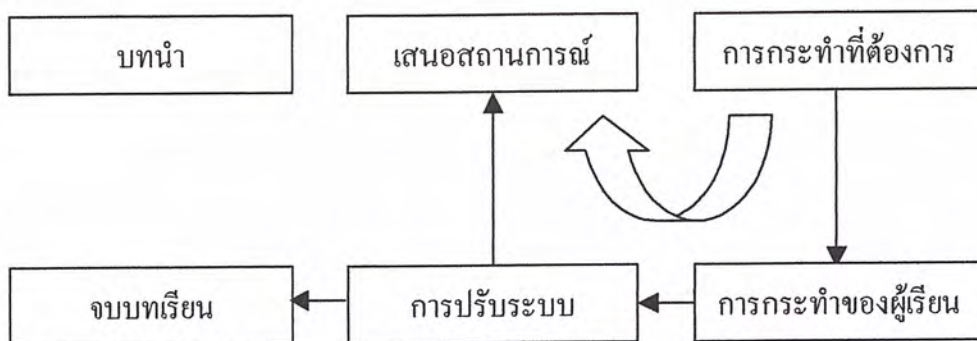 บทนำ
เสนอสถานการณ์
การกระทำที่ต้องการ
จบบทเรียน
การปรับระบบ
การกระทำของผู้เรียน